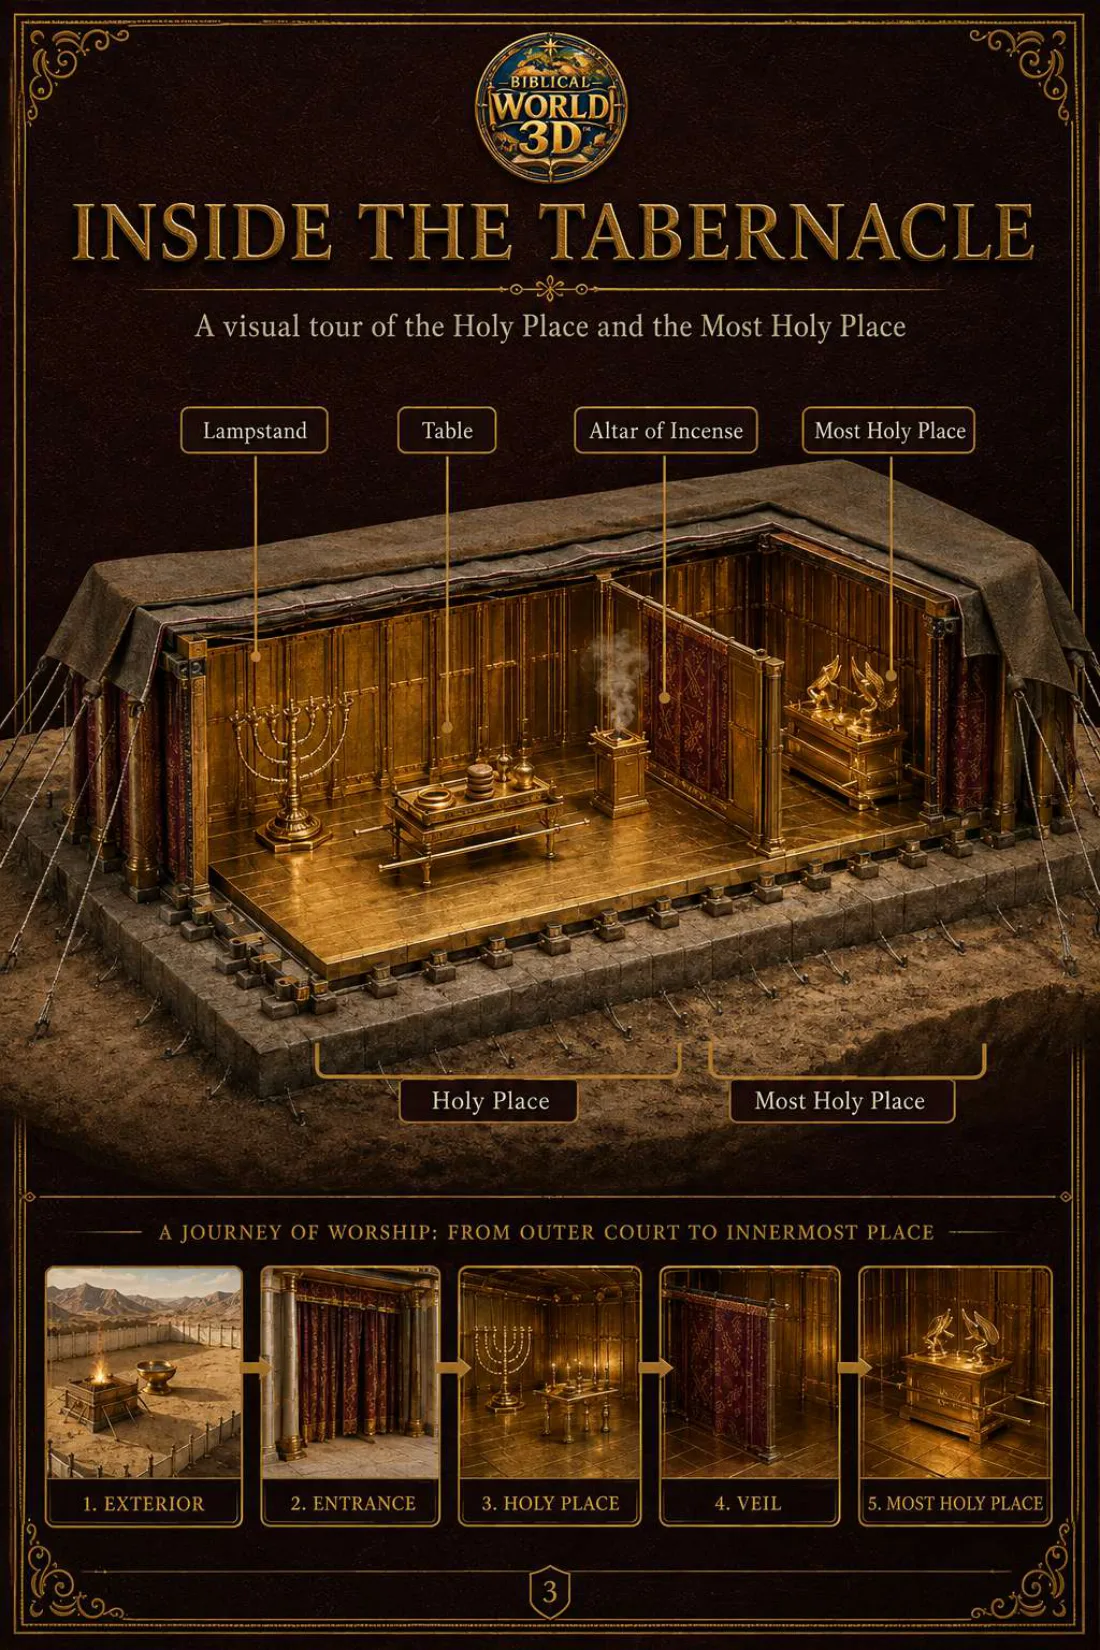 BIBLICAL
WORLD
3D
INSIDE THE TABERNACLE
A visual tour of the Holy Place and the Most Holy Place
Lampstand
Table
Altar of Incense
Most Holy Place
Holy Place
Most Holy Place
A JOURNEY OF WORSHIP: FROM OUTER COURT TO INNERMOST PLACE
1. EXTERIOR
2. ENTRANCE
3. HOLY PLACE
4. VEIL
5. MOST HOLY PLACE
3